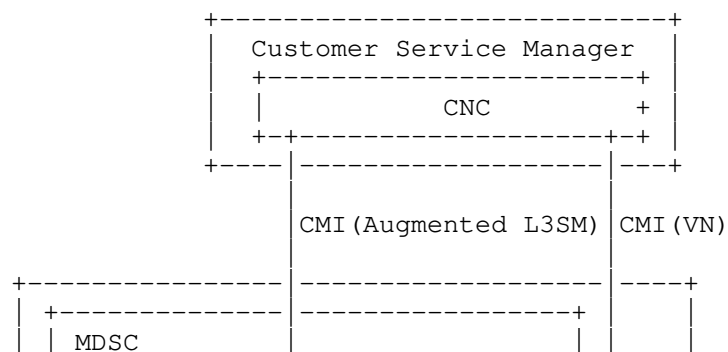 Customer Service Manager
CNC
CMI(Augmented L3SM) CMI(VN)
MDSC